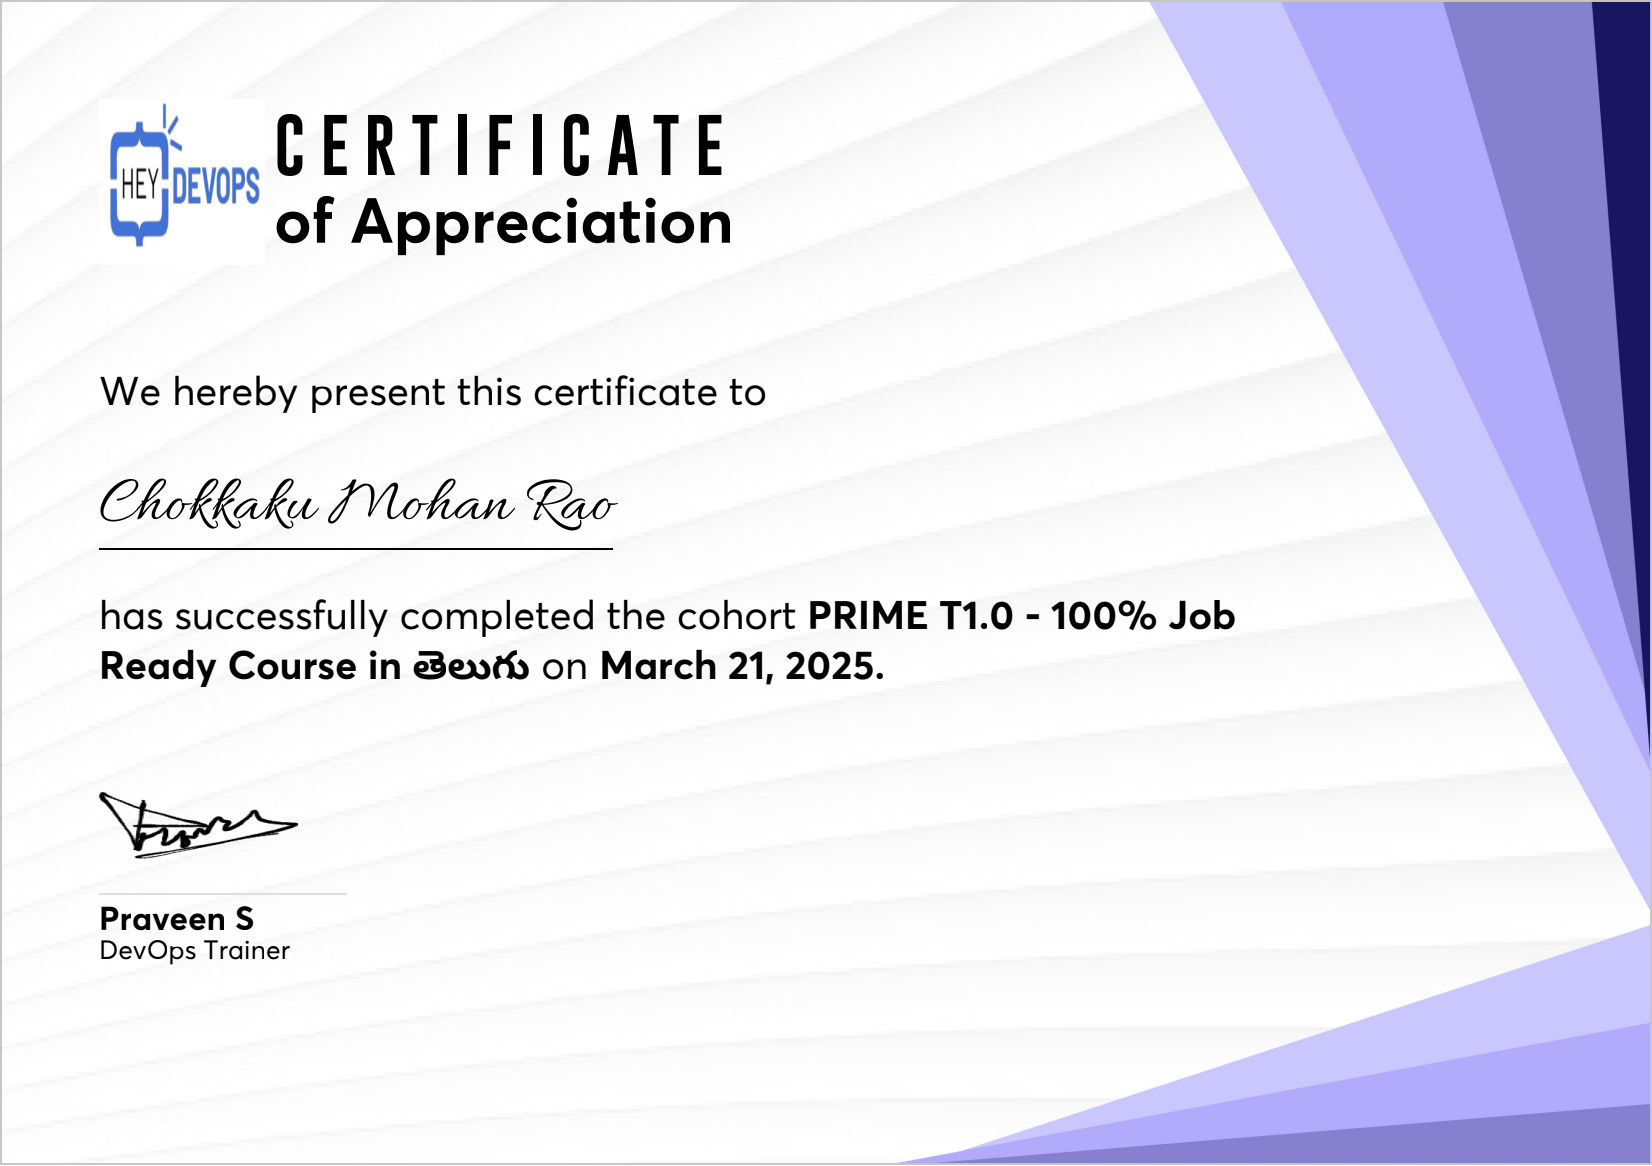 HEY DEVOPS
CERTIFICATE
of Appreciation
We hereby present this certificate to
Chokkaku Mohan Rao
has successfully completed the cohort PRIME T1.0 - 100% Job
Ready Course in తెలుగు on March 21, 2025.
Praveen S
DevOps Trainer